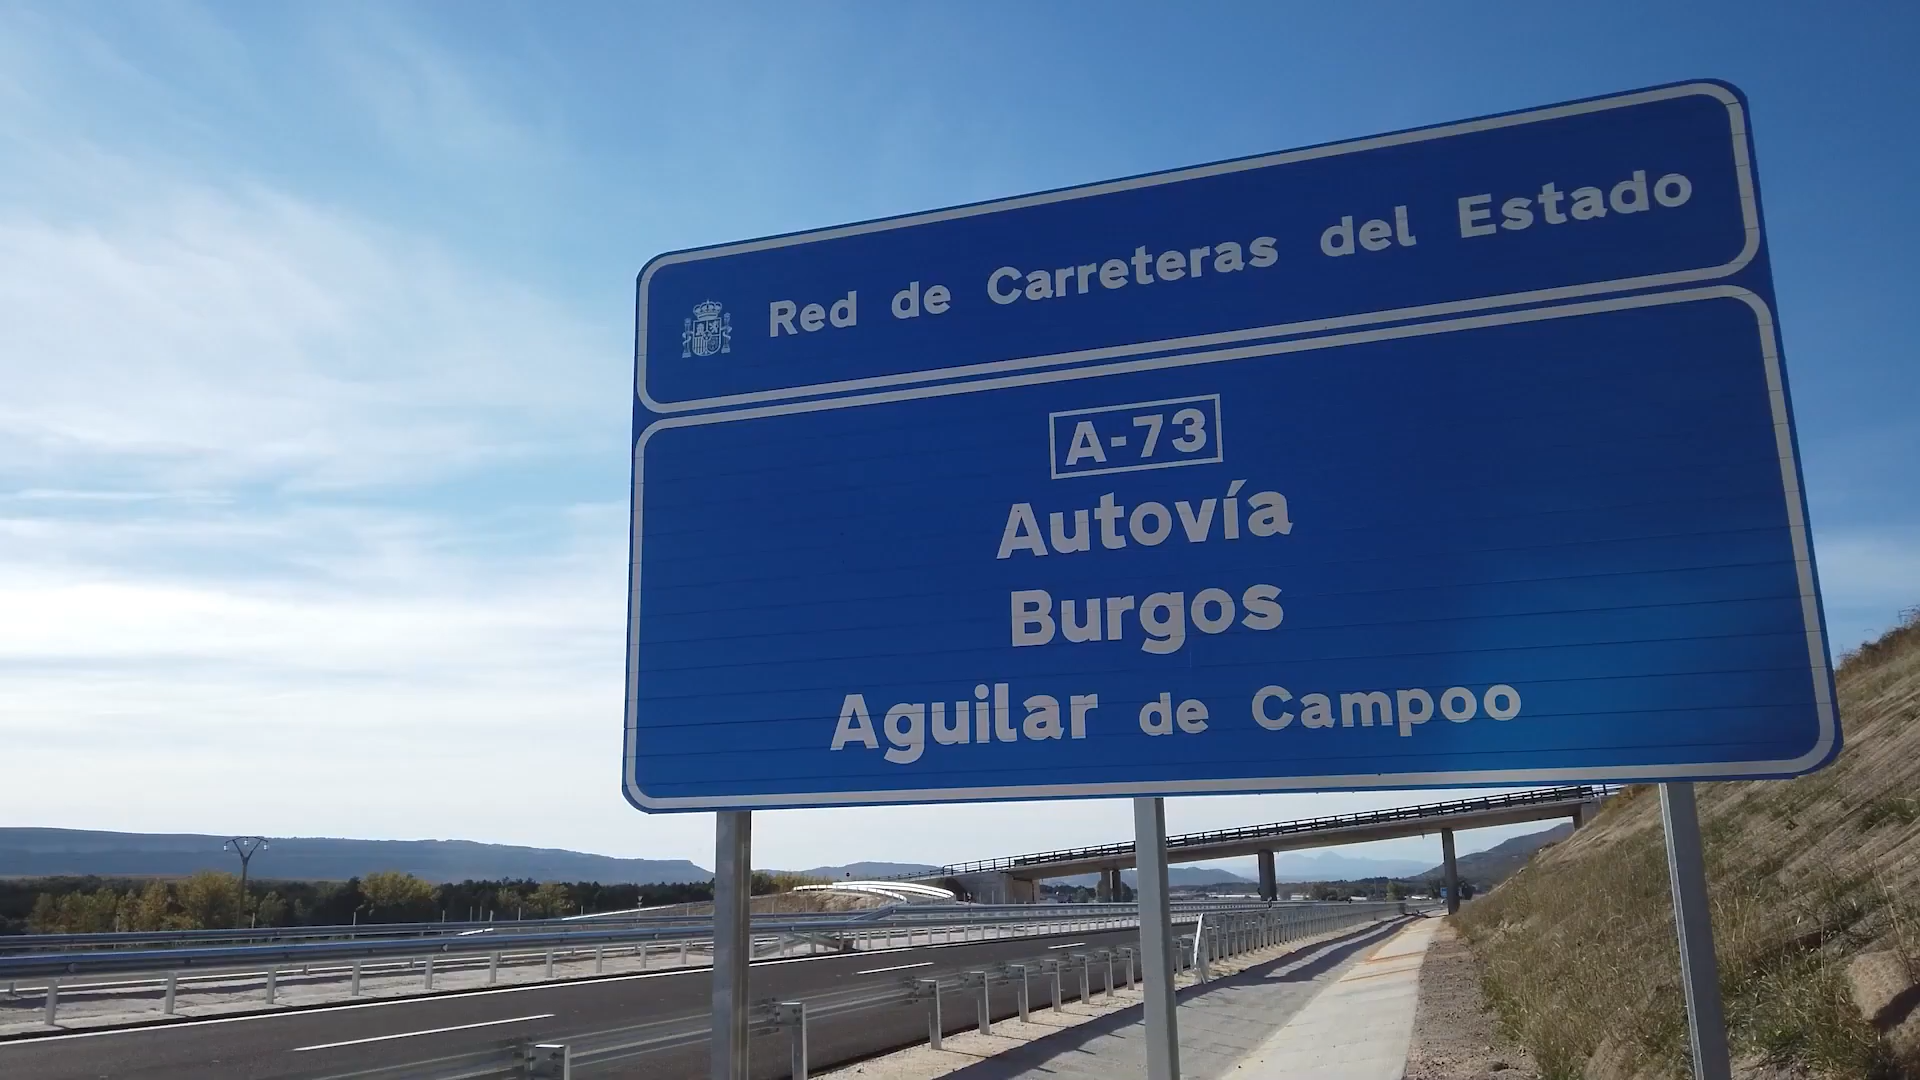 Red de Carreteras del Estado
A-73
Autovía
Burgos
Aguilar de Campoo